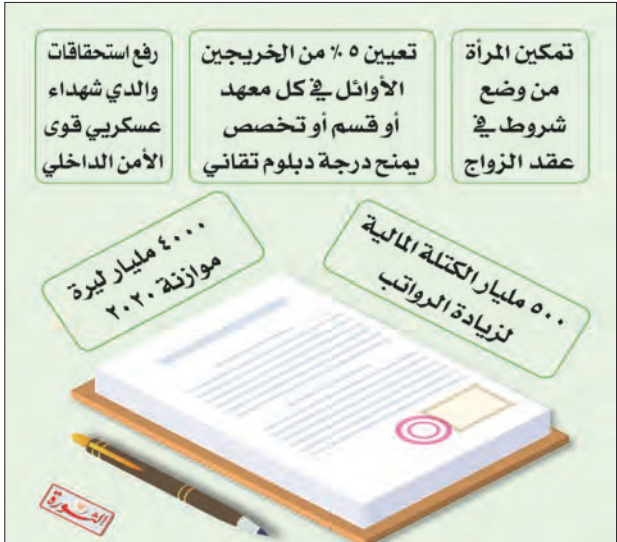 تمكين المرأة
من وضع
شروط في
عقد الزواج
تعيين ٥ ٪ من الخريجين
الأوائل في كل معهد
أو قسم أو تخصص
يمنح درجة دبلوم تقاني
رفع استحقاقات
والدي شهداء
عسكريي قوى
الأمن الداخلي
٥٠٠ مليار الكتلة المالية
لزيادة الرواتب
٤٠٠٠ مليار ليرة
موازنة ٢٠٢٠
الثورة